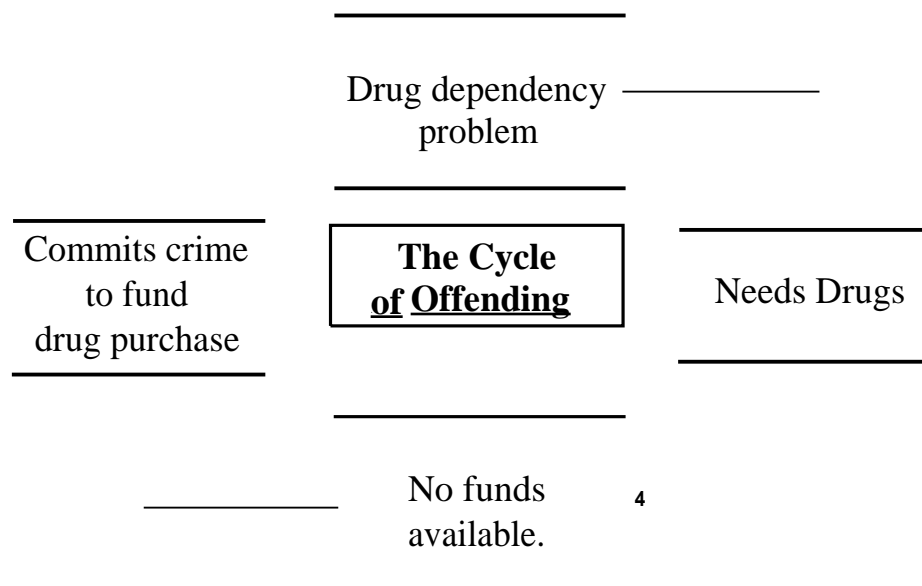 Drug dependency
problem
Commits crime
to fund
drug purchase
The Cycle
of Offending
Needs Drugs
No funds
available.
4